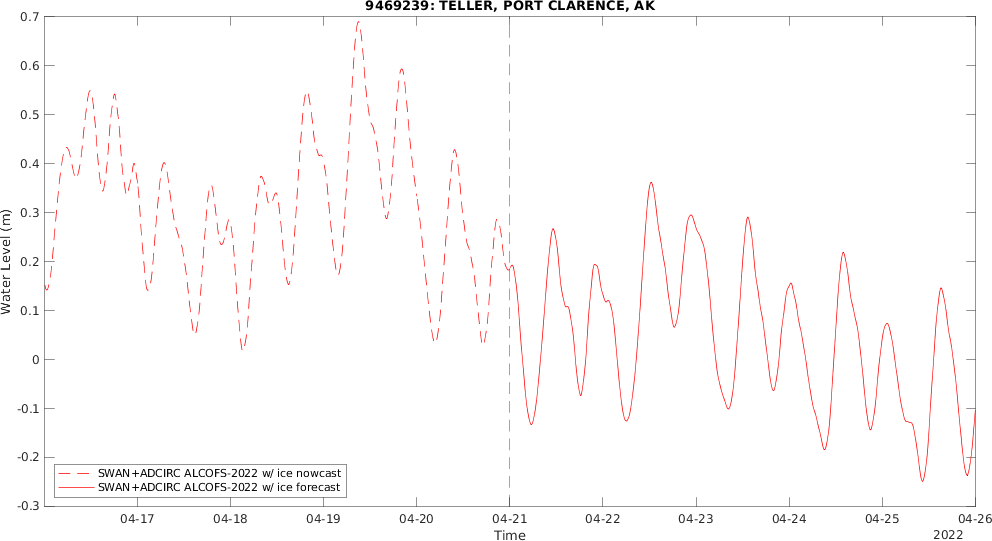 9469239: TELLER, PORT CLARENCE, AK
0.7
0.6
0.5
0.4
0.3
0.2
0.1
0
-0.1
-0.2
-0.3
Water Level (m)
SWAN+ADCIRC ALCOFS-2022 w/ ice nowcast
SWAN+ADCIRC ALCOFS-2022 w/ ice forecast
04-17 04-18 04-19 04-20 04-21 04-22 04-23 04-24 04-25 04-26
Time
2022